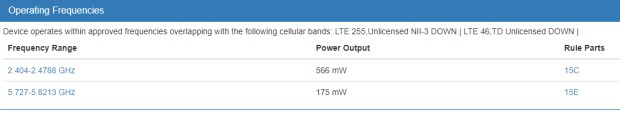 Operating Frequencies
Device operates within approved frequencies overlapping with the following cellular bands: LTE 255,Unlicensed NII-3 DOWN | LTE 46,TD Unlicensed DOWN |
Frequency Range Power Output Rule Parts
2.404-2.4788 GHz 566 mW 15C
5.727-5.8213 GHz 175 mW 15E